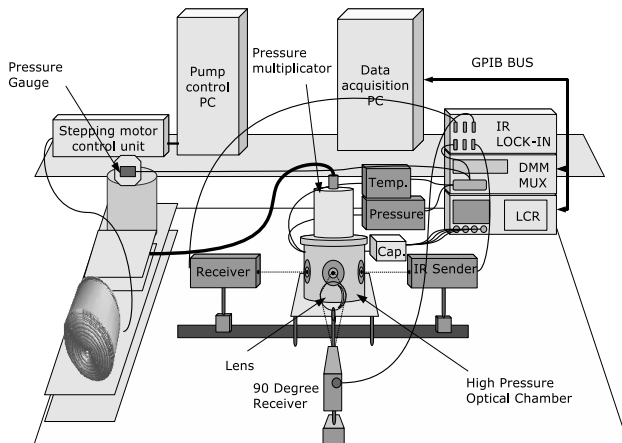 Pressure
Gauge
Pump
control
PC
Pressure
multiplicator
Data
acquisition
PC
GPIB BUS
Stepping motor
control unit
IR
LOCK-IN
DMM
MUX
LCR
Temp.
Pressure
Cap.
Receiver
IR Sender
Lens
90 Degree
Receiver
High Pressure
Optical Chamber